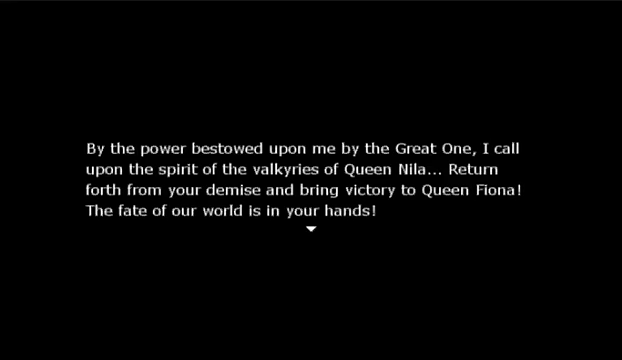 By the power bestowed upon me by the Great One, I call
upon the spirit of the valkyries of Queen Nila... Return
forth from your demise and bring victory to Queen Fiona!
The fate of our world is in your hands!